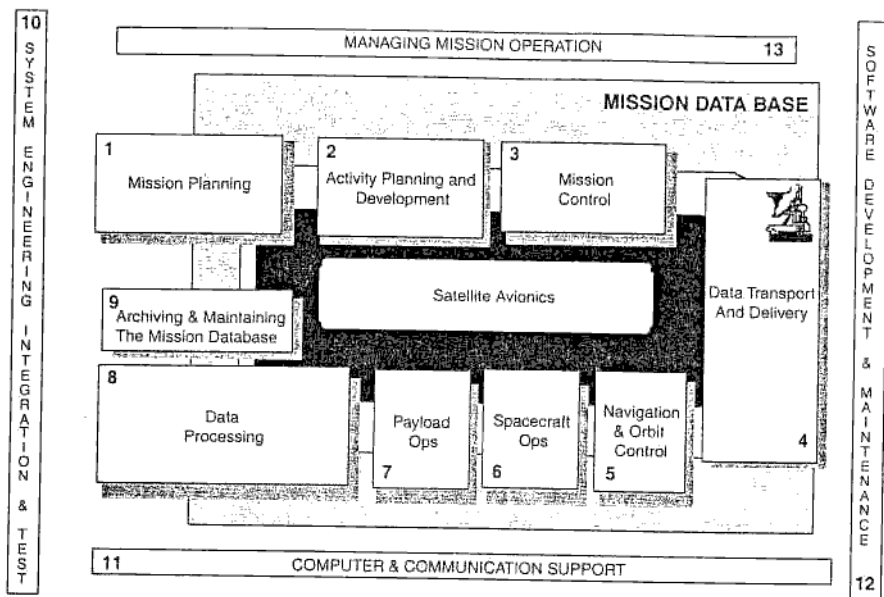 10
SYSTEM ENGINEERING INTEGRATION & TEST
MANAGING MISSION OPERATION 13
MISSION DATA BASE
1
Mission Planning
2
Activity Planning and
Development
3
Mission
Control
Satellite Avionics
Data Transport
And Delivery
4
9
Archiving & Maintaining
The Mission Database
8
Data
Processing
Payload
Ops
7
Spacecraft
Ops
6
Navigation
& Orbit
Control
5
11 COMPUTER & COMMUNICATION SUPPORT
SOFTWARE DEVELOPMENT & MAINTENANCE
12